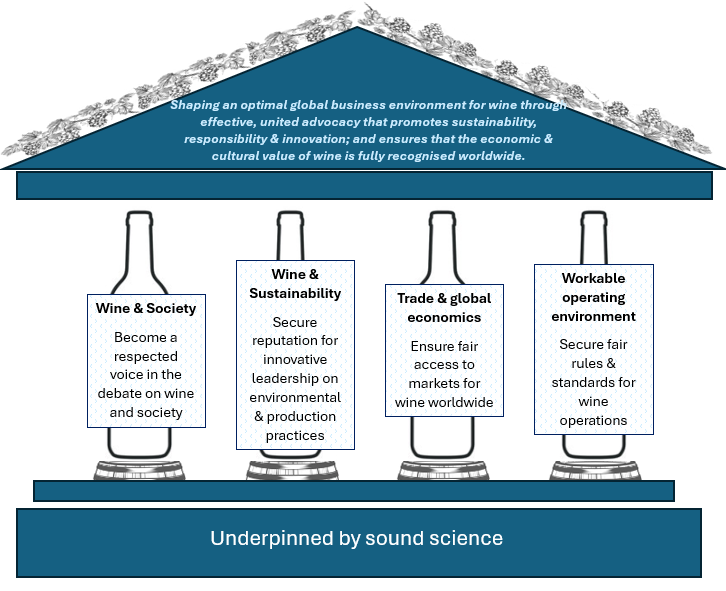 Shaping an optimal global business environment for wine through
effective, united advocacy that promotes sustainability,
responsibility & innovation; and ensures that the economic &
cultural value of wine is fully recognised worldwide.
Wine & Society
Become a
respected
voice in the
debate on wine
and society
Wine &
Sustainability
Secure
reputation for
innovative
leadership on
environmental
& production
practices
Trade & global
economics
Ensure fair
access to
markets for
wine worldwide
Workable
operating
environment
Secure fair
rules &
standards for
wine
operations
Underpinned by sound science